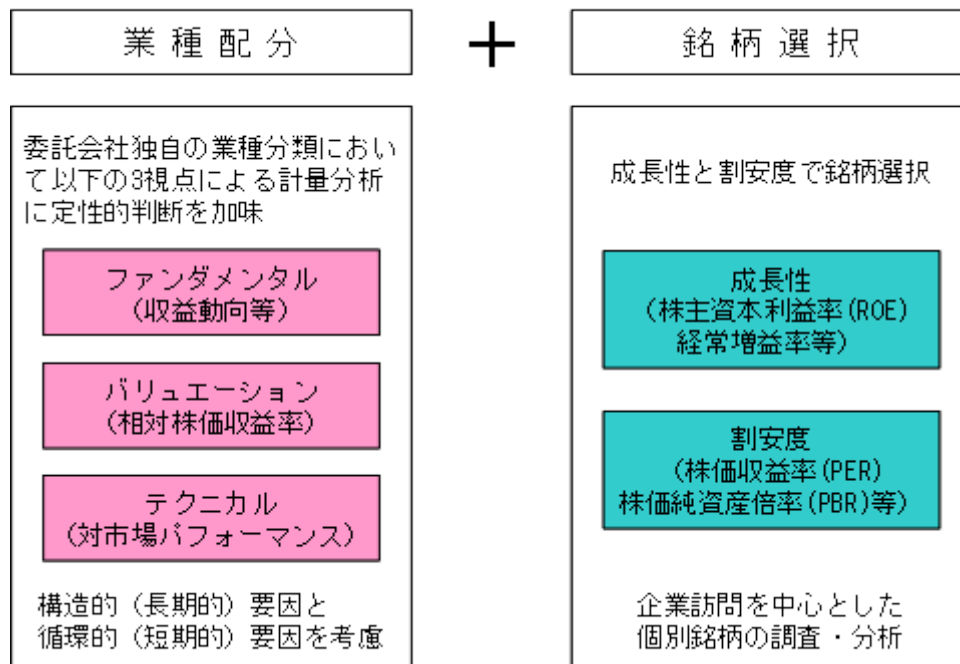 業種配分
+
銘柄選択
委託会社独自の業種分類におい
て以下の3視点による計量分析
に定性的判断を加味
ファンダメンタル
(収益動向等)
バリュエーション
(相対株価収益率)
テクニカル
(対市場パフォーマンス)
構造的（長期的）要因と
循環的（短期的）要因を考慮
成長性と割安度で銘柄選択
成長性
(株主資本利益率(ROE)
経常増益率等)
割安度
(株価収益率(PER)
株価純資産倍率(PBR)等)
企業訪問を中心とした
個別銘柄の調査・分析